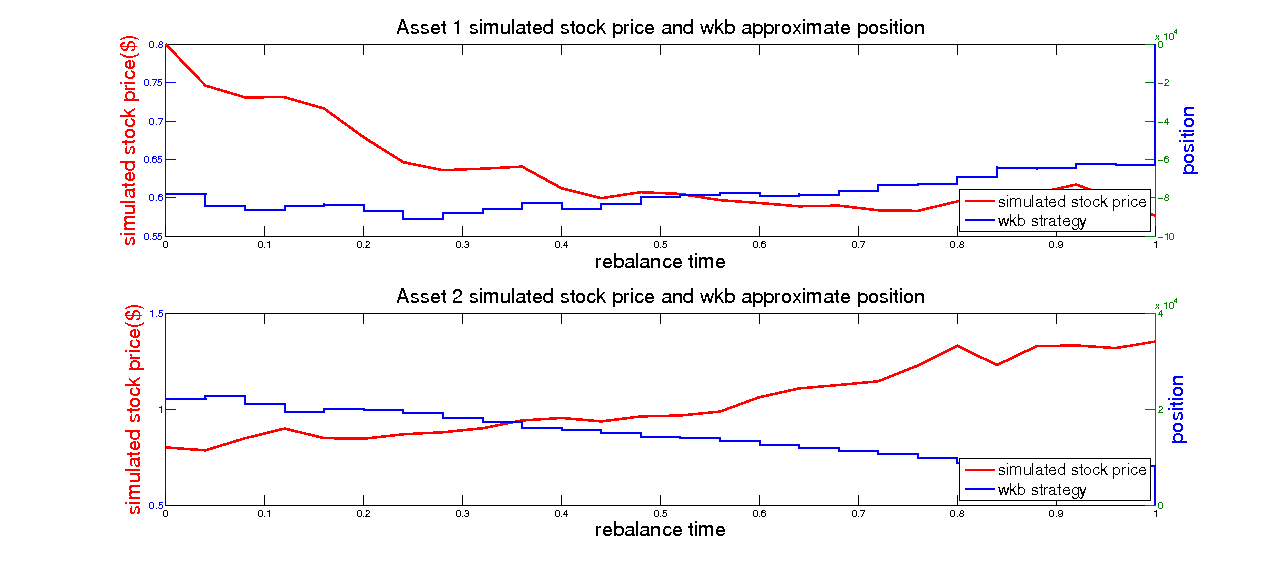 Asset 1 simulated stock price and wkb approximate position
x 10^4
simulated stock price($)
0.8
0.75
0.7
0.65
0.6
0.55
0
−2
−4
−6
−8
−10
position
simulated stock price
wkb strategy
0 0.1 0.2 0.3 0.4 0.5 0.6 0.7 0.8 0.9 1
rebalance time
Asset 2 simulated stock price and wkb approximate position
x 10^4
simulated stock price($)
1.5
1
0.5
4
2
0
position
simulated stock price
wkb strategy
0 0.1 0.2 0.3 0.4 0.5 0.6 0.7 0.8 0.9 1
rebalance time